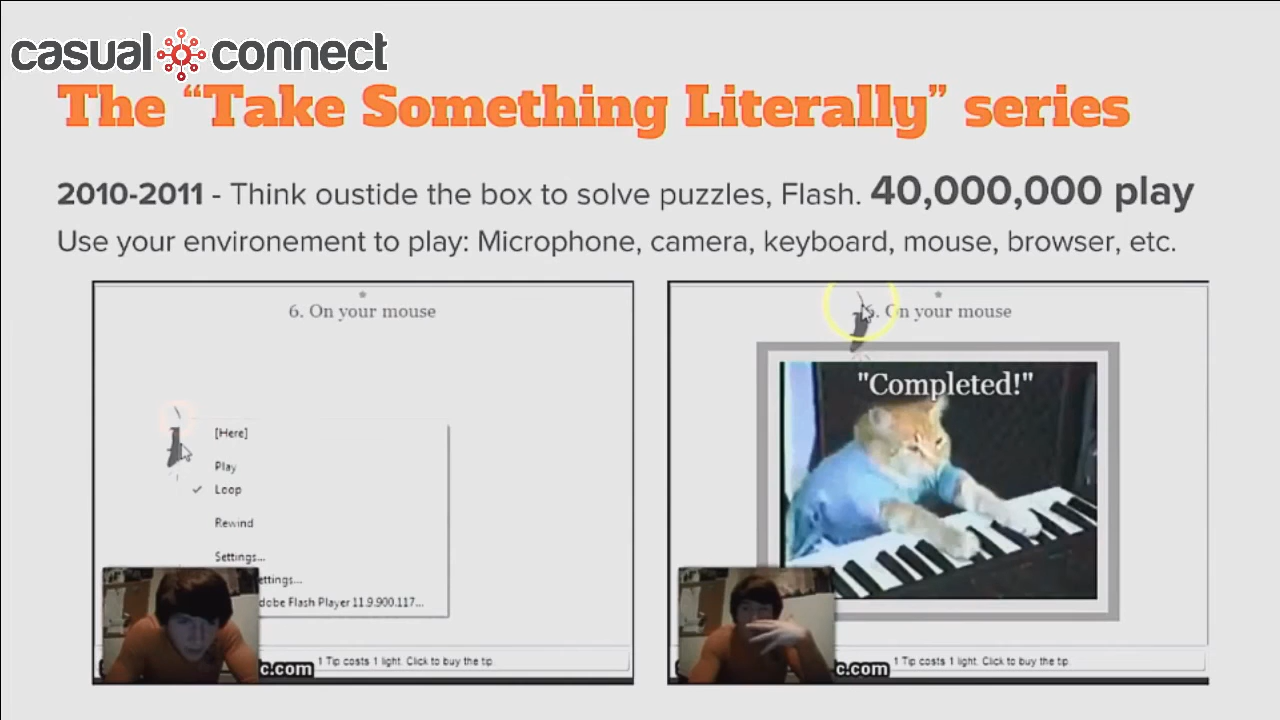 casual connect
The “Take Something Literally” series
2010-2011 - Think oustide the box to solve puzzles, Flash. 40,000,000 play
Use your environement to play: Microphone, camera, keyboard, mouse, browser, etc.
6. On your mouse
[Here]
Play
Loop
Rewind
Settings...
ettings...
dobe Flash Player 11.9.900.117...
c.com
1 Tip costs 1 light. Click to buy the tip.
. On your mouse
"Completed!"
c.com
1 Tip costs 1 light. Click to buy the tip